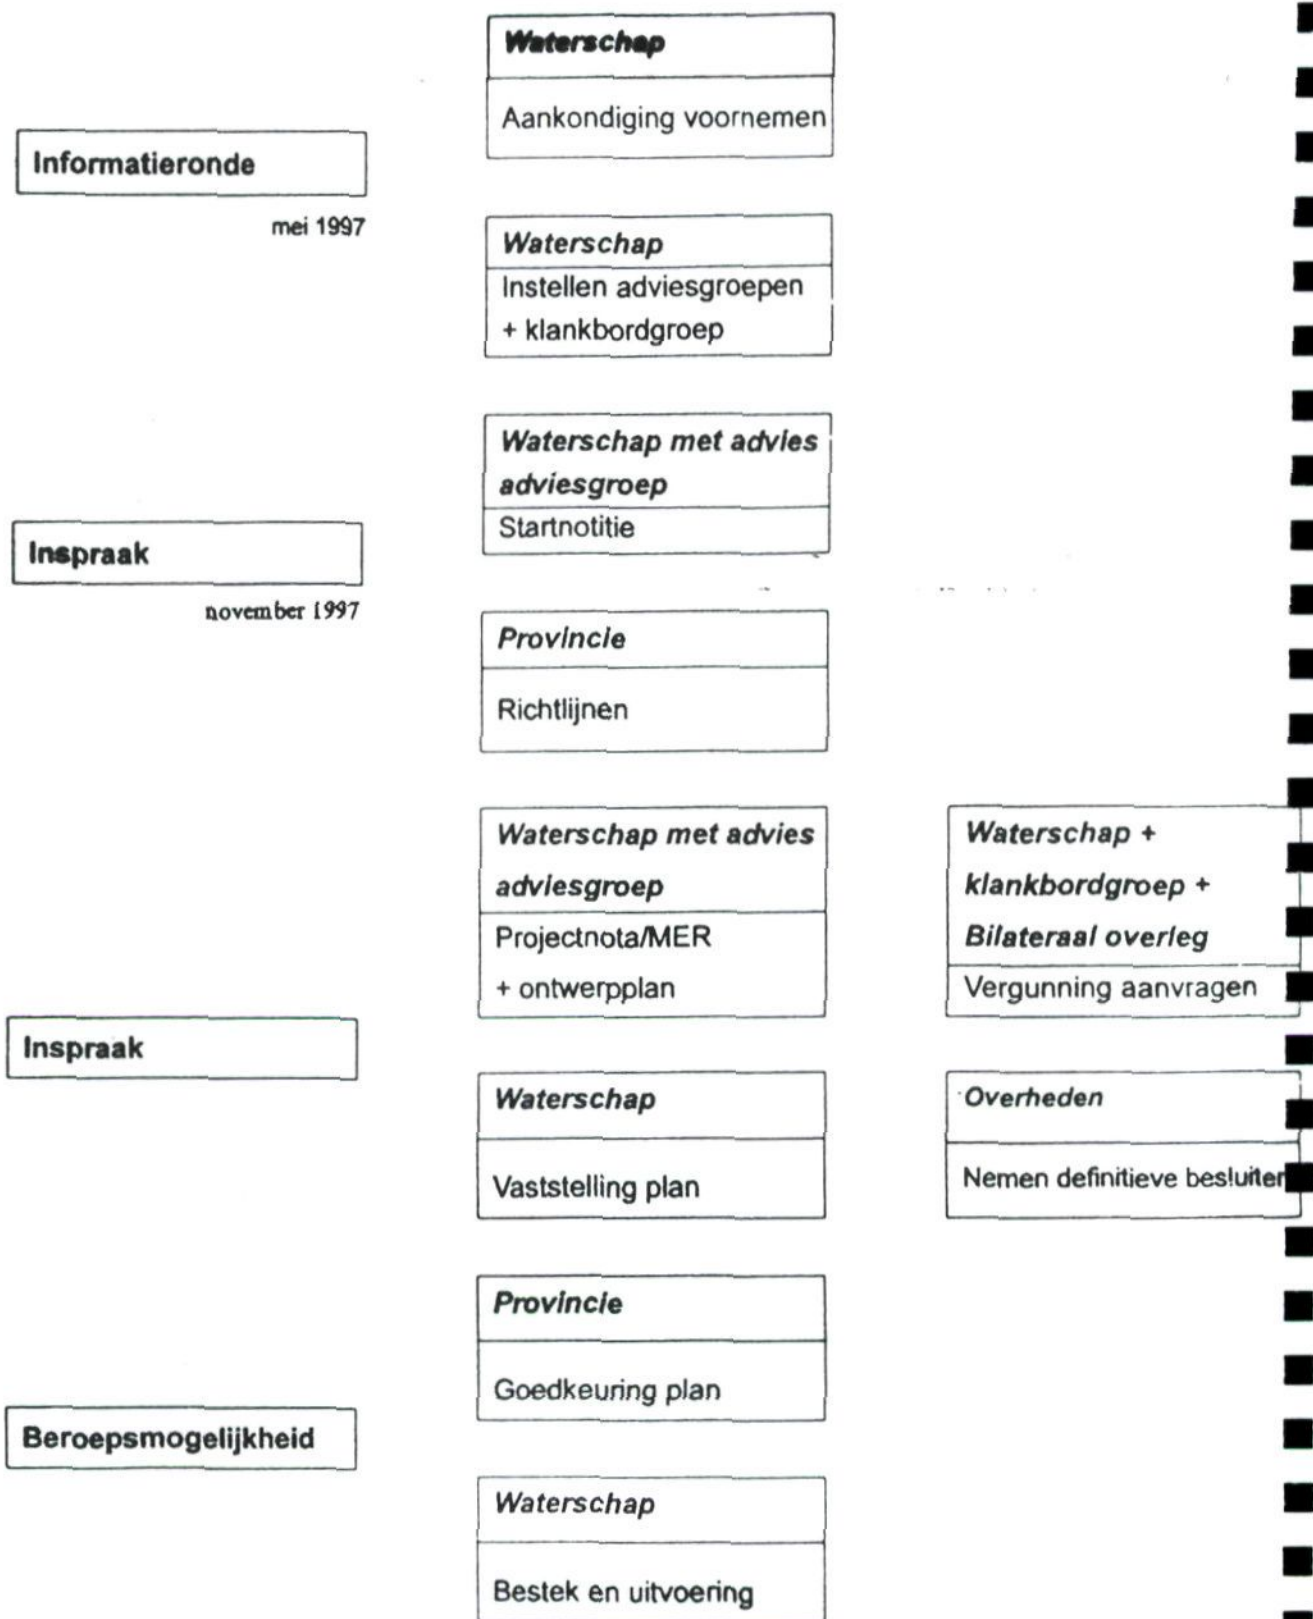 Waterschap
Aankondiging voornemen
Informatieronde
mei 1997
Waterschap
Instellen adviesgroepen
+ klankbordgroep
Waterschap met advies
adviesgroep
Startnotitie
Inspraak
november 1997
Provincie
Richtlijnen
Waterschap met advies
adviesgroep
Projectnota/MER
+ ontwerpplan
Waterschap +
klankbordgroep +
Bilateraal overleg
Vergunning aanvragen
Inspraak
Waterschap
Vaststelling plan
Overheden
Nemen definitieve besluiten
Provincie
Goedkeuring plan
Beroepsmogelijkheid
Waterschap
Bestek en uitvoering